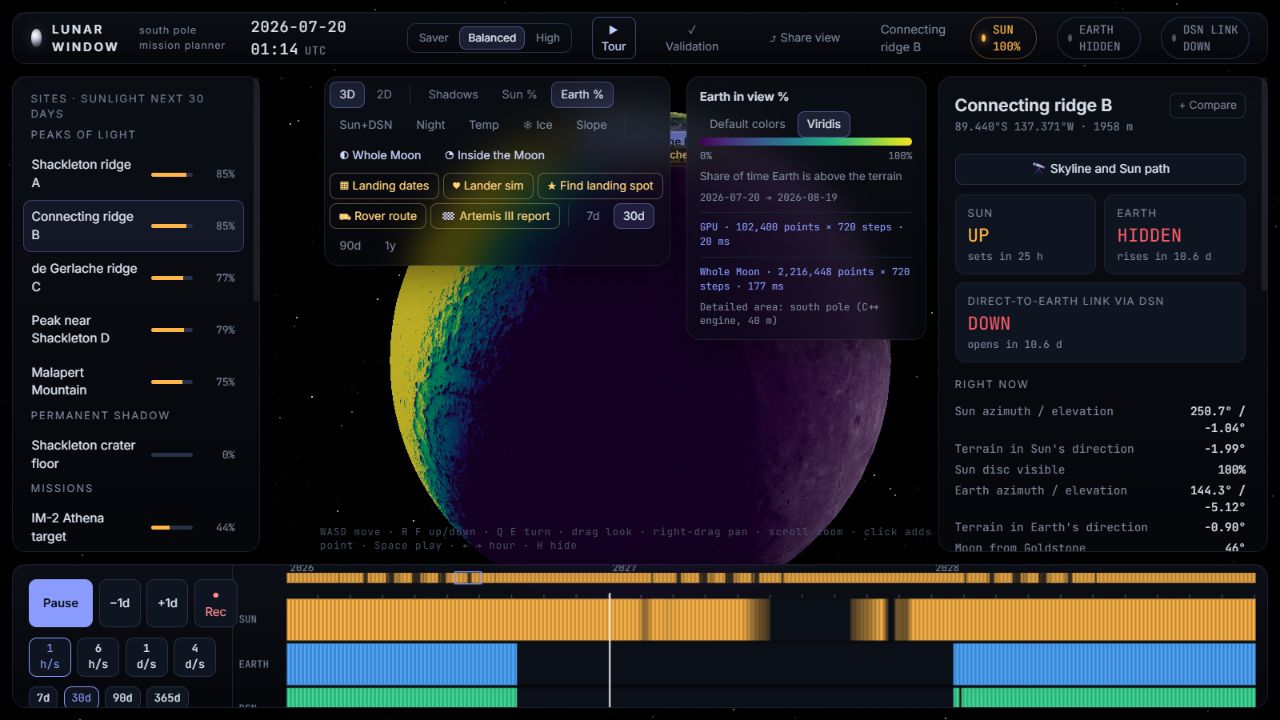 LUNAR
WINDOW
south pole
mission planner
2026-07-20
01:14 UTC
Saver
Balanced
High
▶
Tour
✓
Validation
⤴ Share view
Connecting
ridge B
SUN
100%
EARTH
HIDDEN
DSN LINK
DOWN
SITES · SUNLIGHT NEXT 30
DAYS
PEAKS OF LIGHT
Shackleton ridge
A
85%
Connecting ridge
B
85%
de Gerlache ridge
C
77%
Peak near
Shackleton D
79%
Malapert
Mountain
75%
PERMANENT SHADOW
Shackleton crater
floor
0%
MISSIONS
IM-2 Athena
target
44%
3D
2D
Shadows
Sun %
Earth %
Sun+DSN
Night
Temp
❄ Ice
Slope
◐ Whole Moon
◔ Inside the Moon
▦ Landing dates
♥ Lander sim
★ Find landing spot
⛟ Rover route
🏁 Artemis III report
7d
30d
90d
1y
Earth in view %
Default colors
Viridis
0%
100%
Share of time Earth is above the terrain
2026-07-20 → 2026-08-19
GPU · 102,400 points × 720 steps ·
20 ms
Whole Moon · 2,216,448 points × 720
steps · 177 ms
Detailed area: south pole (C++
engine, 40 m)
WASD move · R F up/down · Q E turn · drag look · right-drag pan · scroll zoom · click adds
point · Space play · ← → hour · H hide
Connecting ridge B
+ Compare
89.440°S 137.371°W · 1958 m
🔭 Skyline and Sun path
SUN
UP
sets in 25 h
EARTH
HIDDEN
rises in 10.6 d
DIRECT-TO-EARTH LINK VIA DSN
DOWN
opens in 10.6 d
RIGHT NOW
Sun azimuth / elevation
250.7° /
-1.04°
Terrain in Sun's direction
-1.99°
Sun disc visible
100%
Earth azimuth / elevation
144.3° /
-5.12°
Terrain in Earth's direction
-0.90°
Moon from Goldstone
46°
Pause
−1d
+1d
●
Rec
1
h/s
6
h/s
1
d/s
4
d/s
7d
30d
90d
365d
2026
2027
2028
SUN
EARTH
DSN